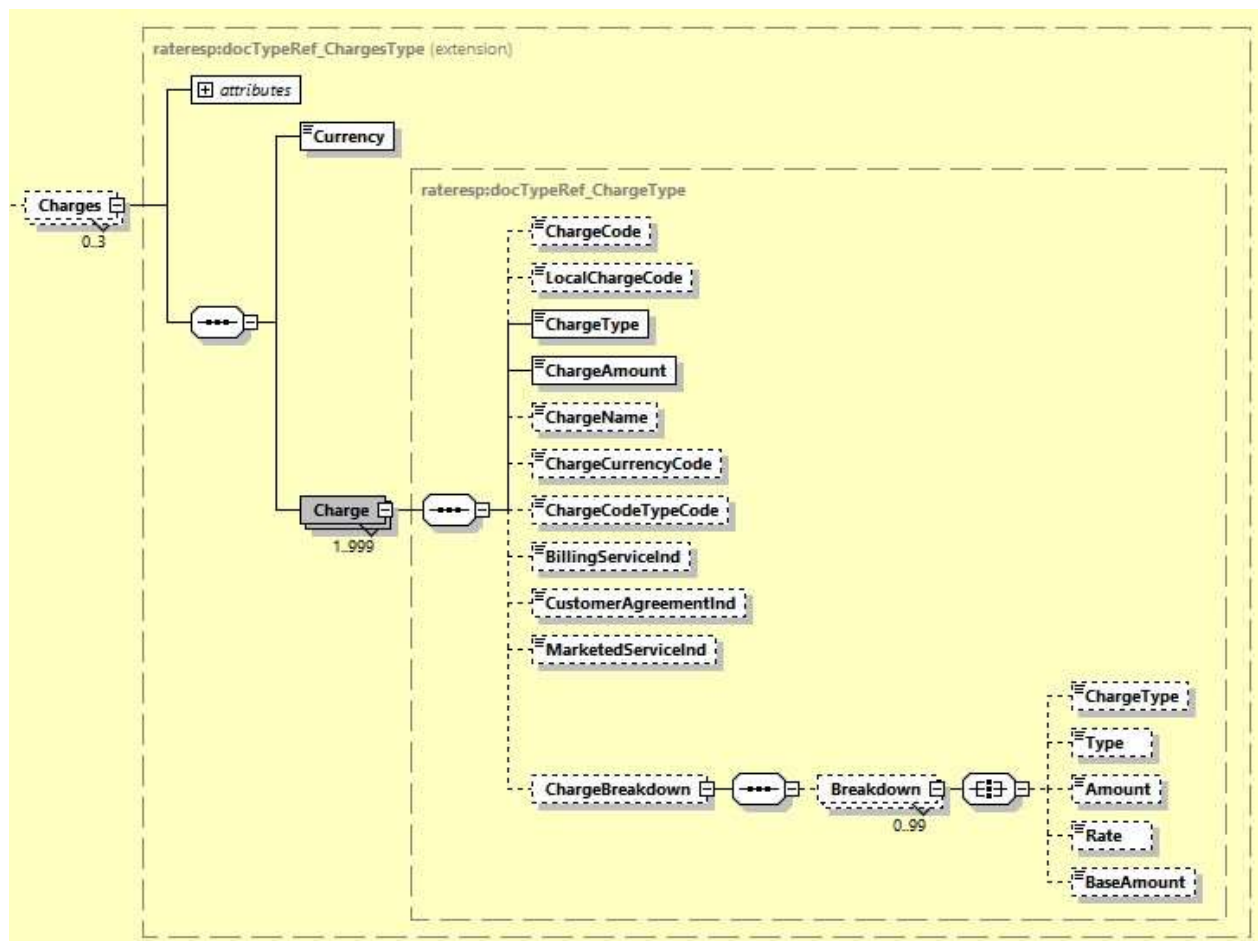 rateresp:docTypeRef_ChargesType (extension)
attributes
Currency
rateresp:docTypeRef_ChargeType
Charges
0..3
ChargeCode
LocalChargeCode
ChargeType
ChargeAmount
ChargeName
ChargeCurrencyCode
Charge
1..999
ChargeCodeTypeCode
BillingServiceInd
CustomerAgreementInd
MarketedServiceInd
ChargeBreakdown
Breakdown
0..99
ChargeType
Type
Amount
Rate
BaseAmount